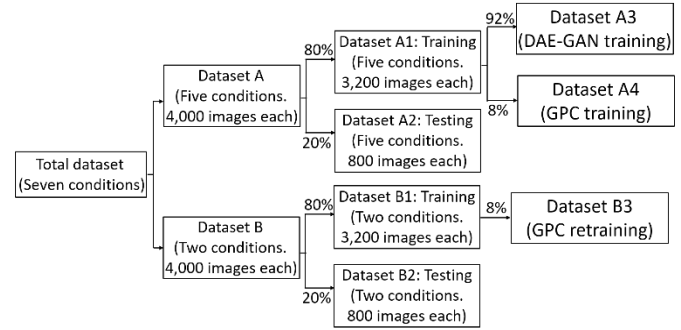 Total dataset
(Seven conditions)
Dataset A
(Five conditions.
4,000 images each)
Dataset B
(Two conditions.
4,000 images each)
80%
Dataset A1: Training
(Five conditions.
3,200 images each)
20%
Dataset A2: Testing
(Five conditions.
800 images each)
80%
Dataset B1: Training
(Two conditions.
3,200 images each)
20%
Dataset B2: Testing
(Two conditions.
800 images each)
92%
Dataset A3
(DAE-GAN training)
8%
Dataset A4
(GPC training)
8%
Dataset B3
(GPC retraining)